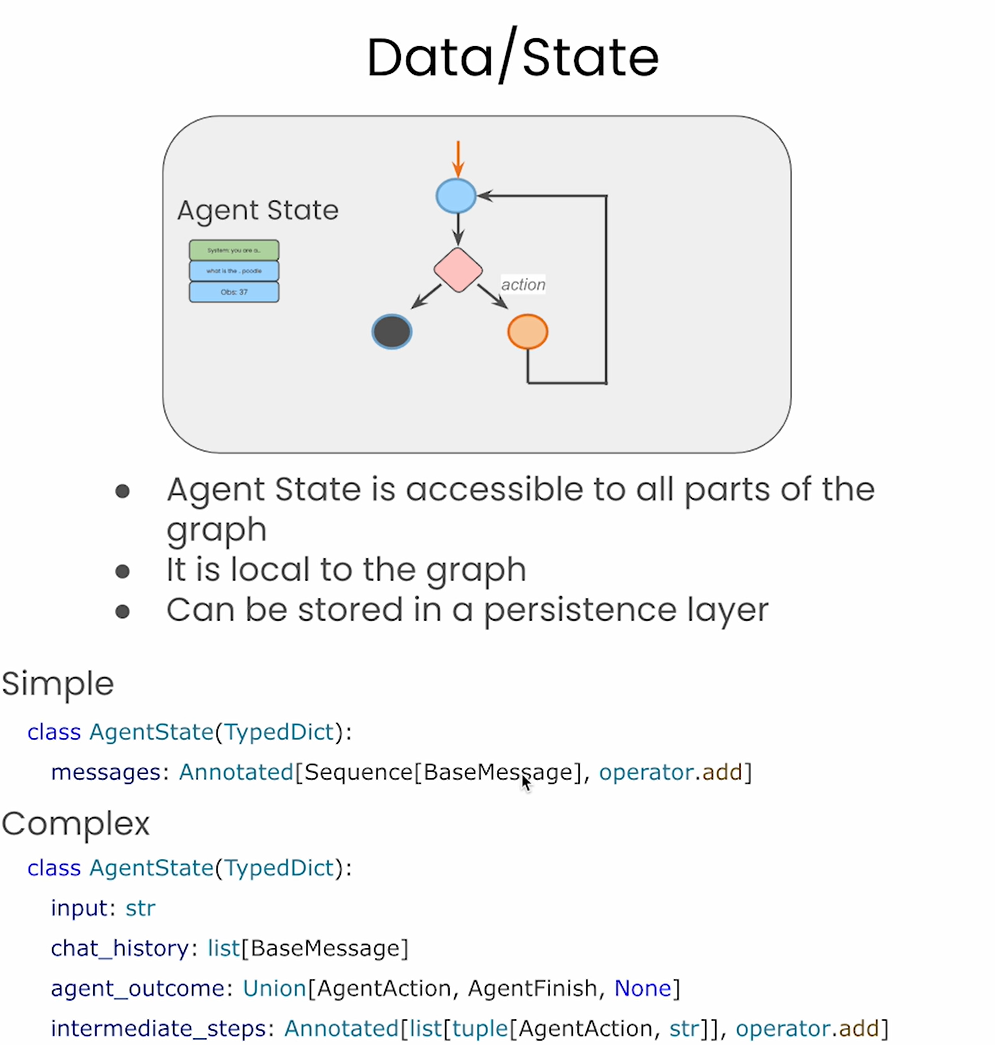 Data/State
Agent State
System: you are a..
what is the . poodle
Obs: 37
action
● Agent State is accessible to all parts of the
graph
● It is local to the graph
● Can be stored in a persistence layer
Simple
class AgentState(TypedDict):
messages: Annotated[Sequence[BaseMessage], operator.add]
Complex
class AgentState(TypedDict):
input: str
chat_history: list[BaseMessage]
agent_outcome: Union[AgentAction, AgentFinish, None]
intermediate_steps: Annotated[list[tuple[AgentAction, str]], operator.add]